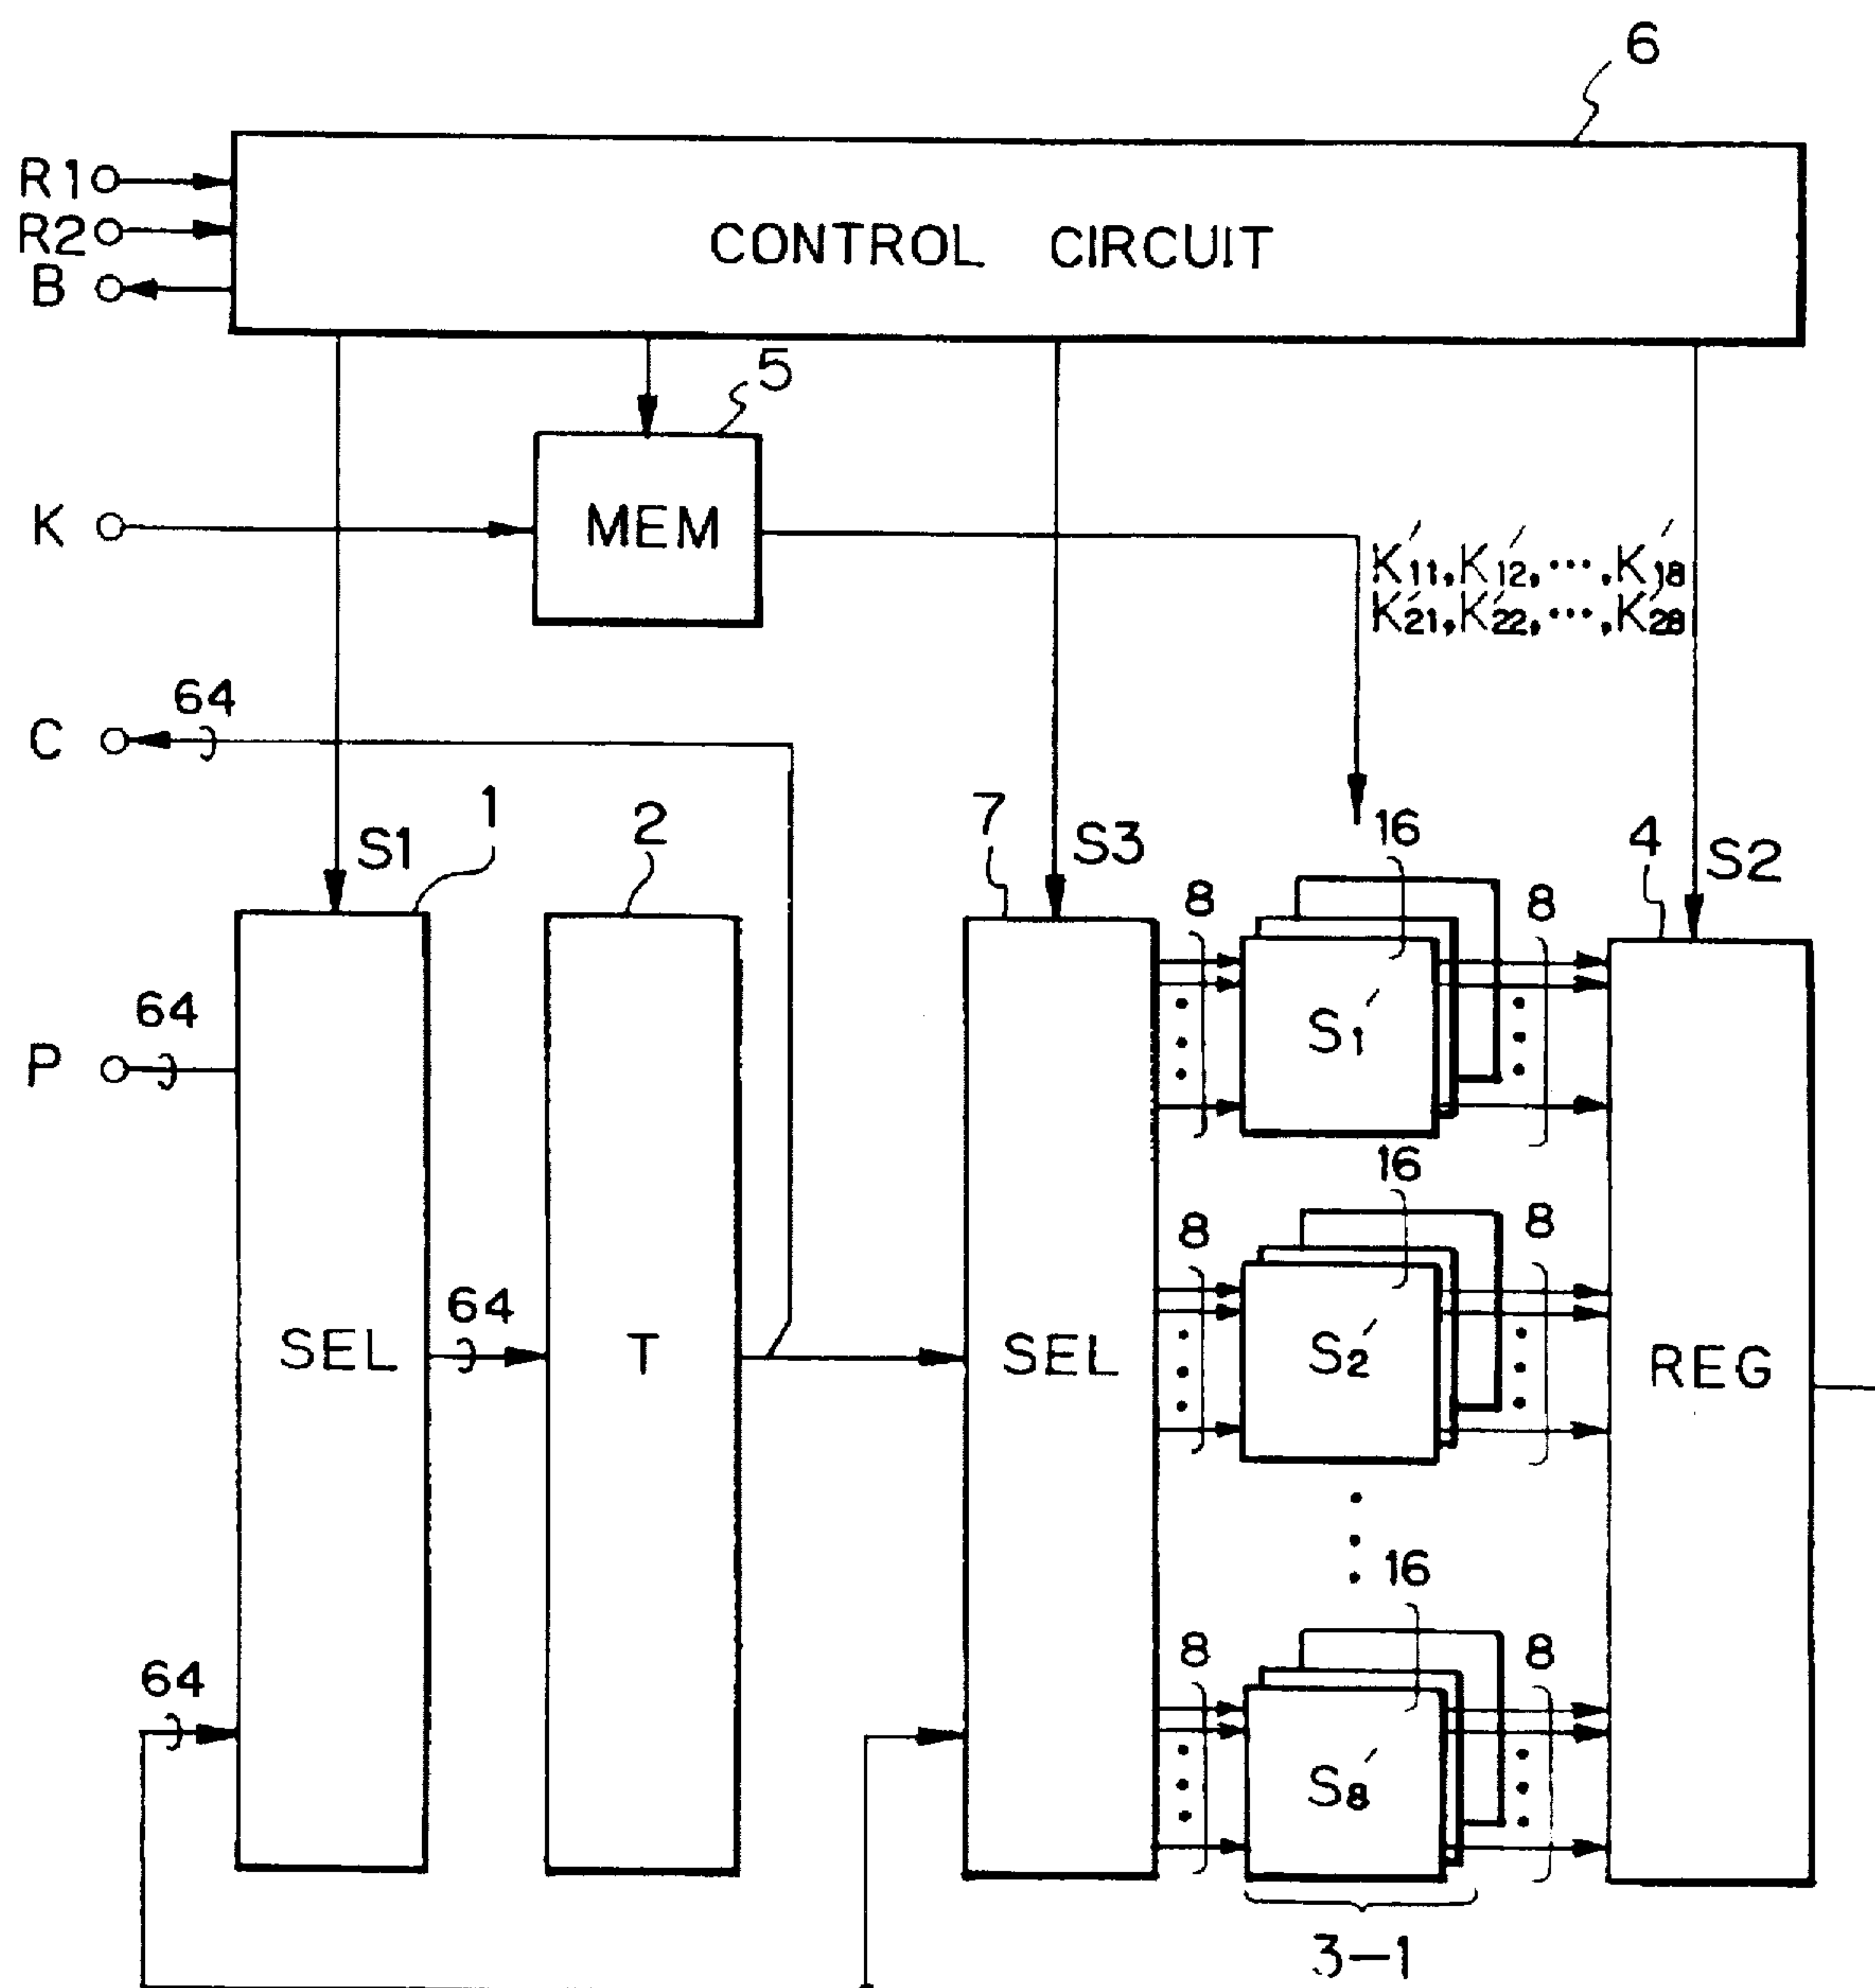 6
R1
R2
B
CONTROL CIRCUIT
5
K
MEM
K'11, K'12, ..., K'18
K'21, K'22, ..., K'28
64
C
S1
1
2
7
S3
16
4
S2
8
8
S1'
64
P
16
8
8
64
SEL
T
SEL
S2'
REG
16
64
8
8
S8'
3-1